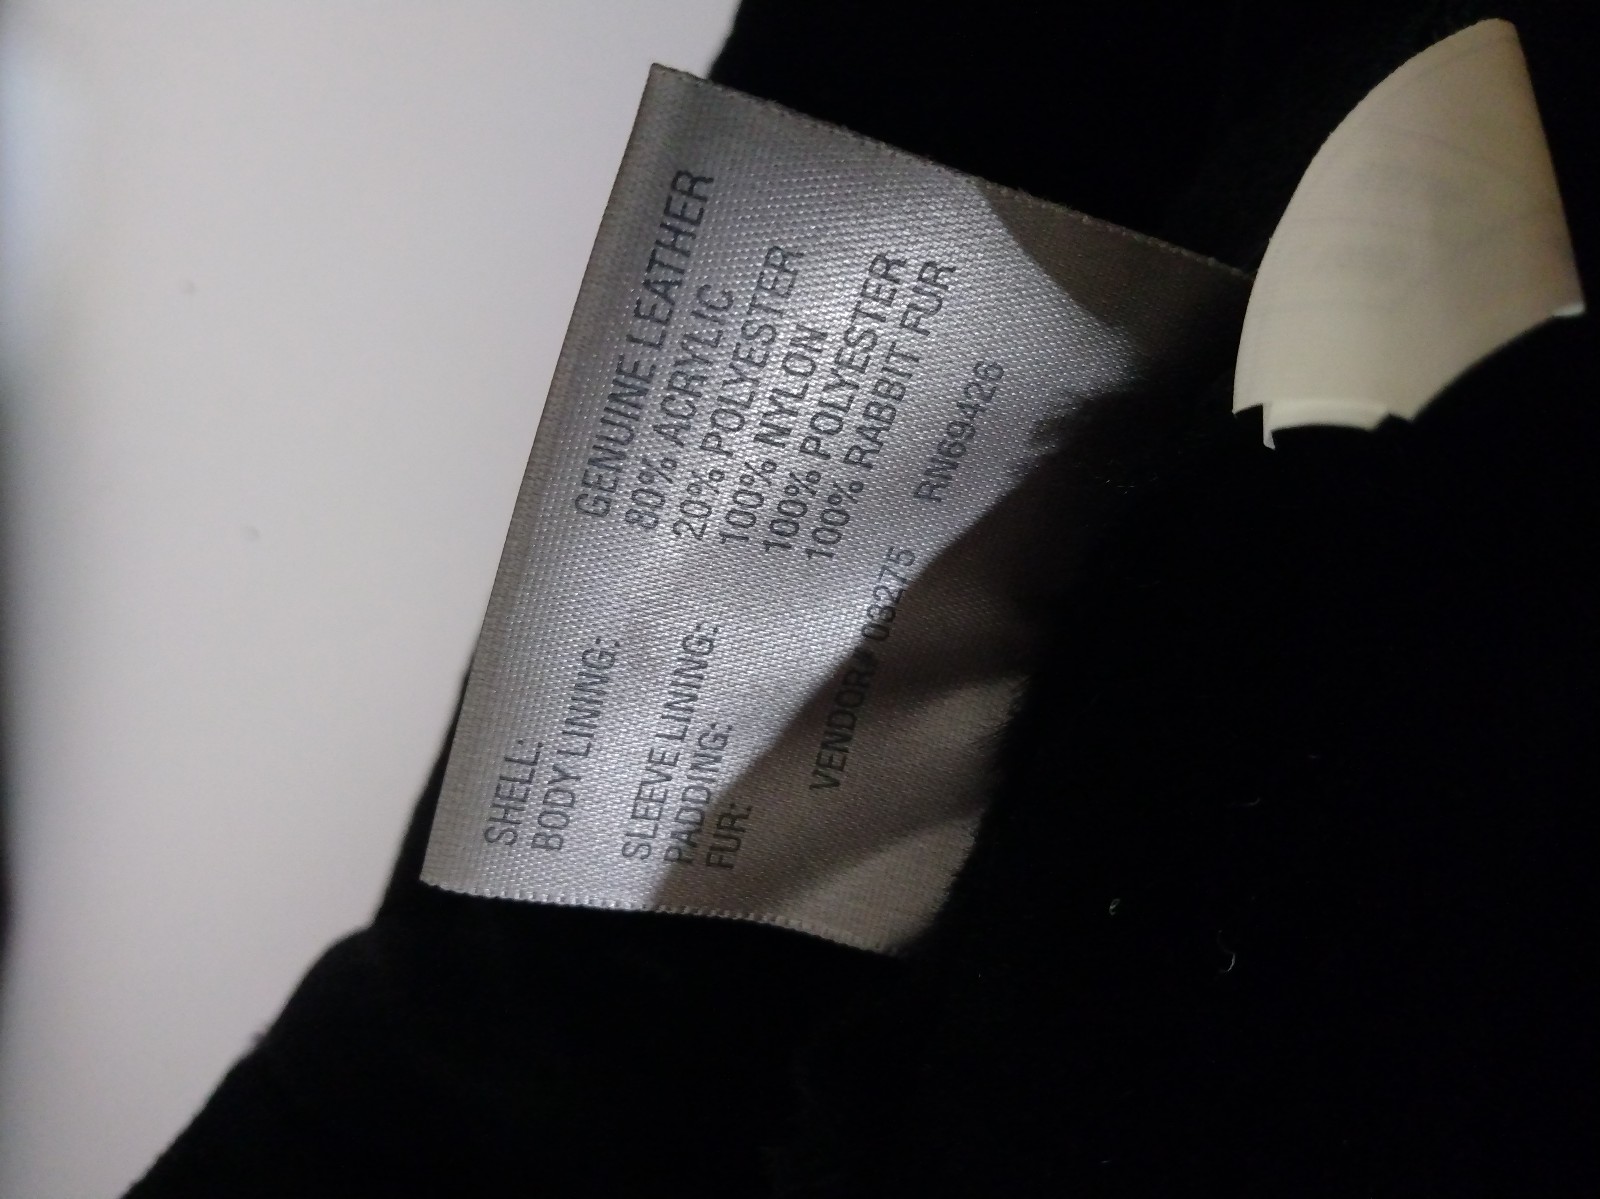 SHELL: GENUINE LEATHER
BODY LINING: 80% ACRYLIC
20% POLYESTER
SLEEVE LINING: 100% NYLON
PADDING: 100% POLYESTER
FUR: 100% RABBIT FUR
VENDOR# 03275 RN69426